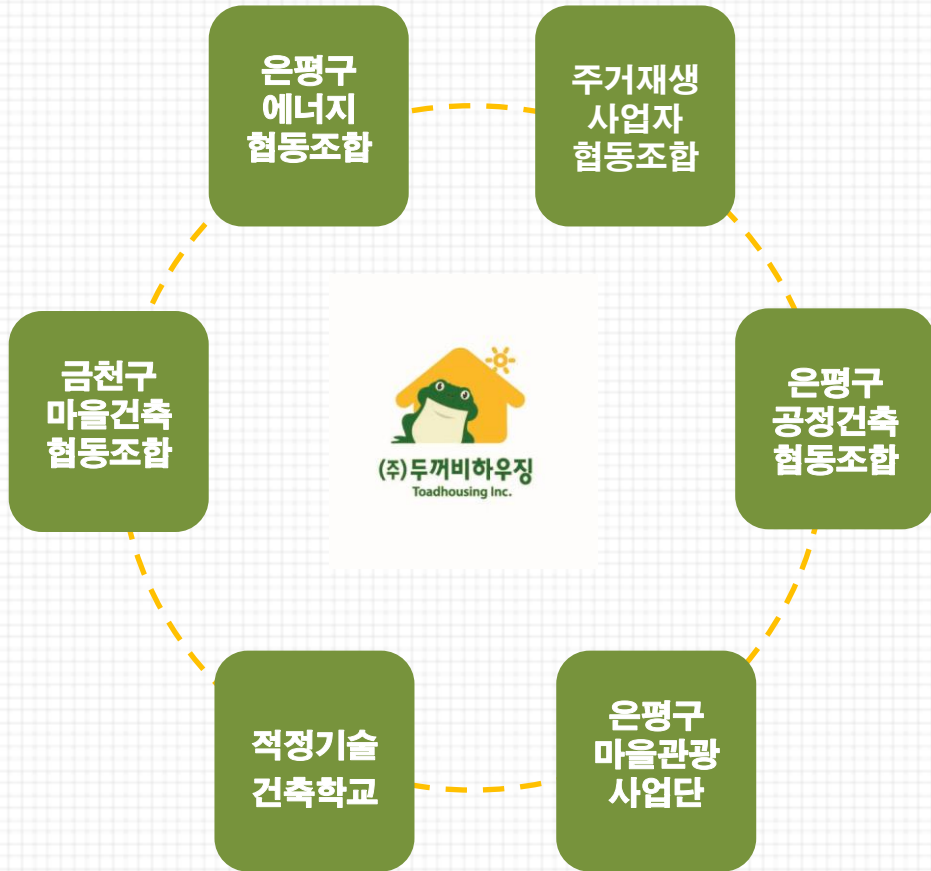 은평구
에너지
협동조합
주거재생
사업자
협동조합
금천구
마을건축
협동조합
(주)두꺼비하우징
Toadhousing Inc.
은평구
공정건축
협동조합
적정기술
건축학교
은평구
마을관광
사업단